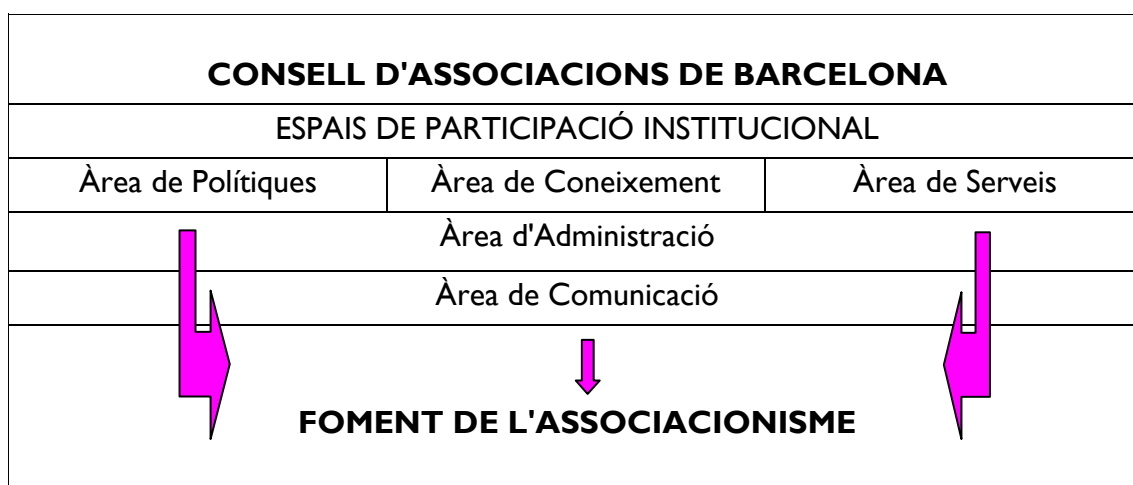 CONSELL D'ASSOCIACIONS DE BARCELONA
ESPAIS DE PARTICIPACIÓ INSTITUCIONAL
Àrea de Polítiques
Àrea de Coneixement
Àrea de Serveis
Àrea d'Administració
Àrea de Comunicació
FOMENT DE L'ASSOCIACIONISME